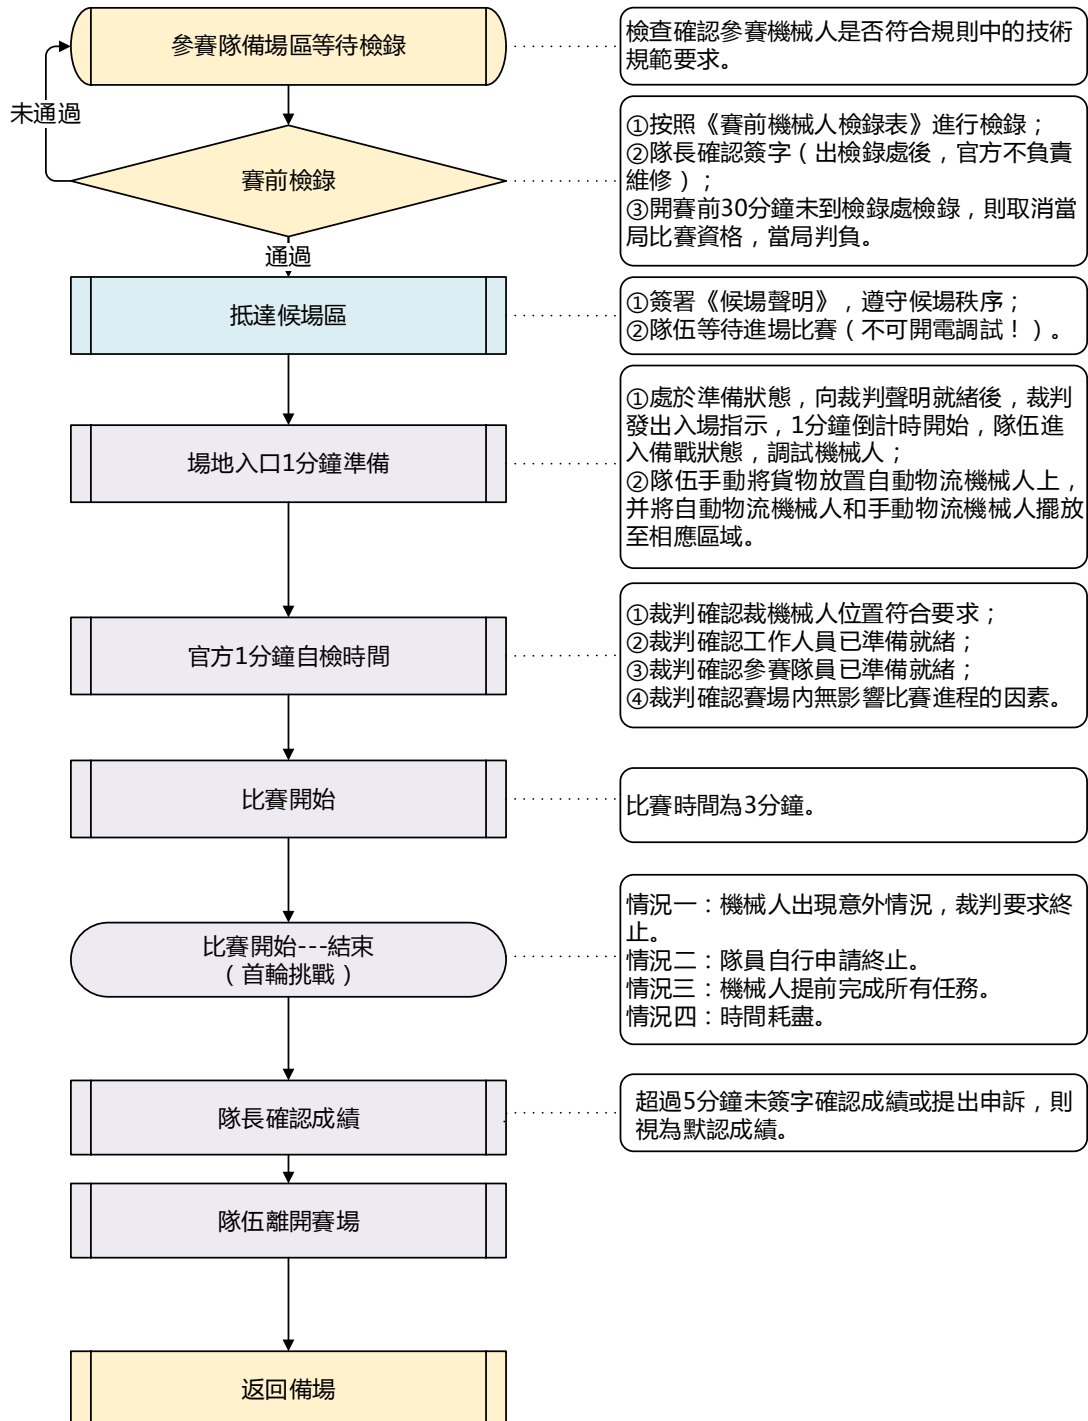 參賽隊備場區等待檢錄
檢查確認參賽機械人是否符合規則中的技術
規範要求。
未通過
賽前檢錄
①按照《賽前機械人檢錄表》進行檢錄；
②隊長確認簽字（出檢錄處後，官方不負責
維修）；
③開賽前30分鐘未到檢錄處檢錄，則取消當
局比賽資格，當局判負。
通過
抵達候場區
①簽署《候場聲明》，遵守候場秩序；
②隊伍等待進場比賽（不可開電調試！）。
場地入口1分鐘準備
①處於準備狀態，向裁判聲明就緒後，裁判
發出入場指示，1分鐘倒計時開始，隊伍進
入備戰狀態，調試機械人；
②隊伍手動將貨物放置自動物流機械人上，
并將自動物流機械人和手動物流機械人擺放
至相應區域。
官方1分鐘自檢時間
①裁判確認裁機械人位置符合要求；
②裁判確認工作人員已準備就緒；
③裁判確認參賽隊員已準備就緒；
④裁判確認賽場內無影響比賽進程的因素。
比賽開始
比賽時間為3分鐘。
比賽開始---結束
（首輪挑戰）
情況一：機械人出現意外情況，裁判要求終
止。
情況二：隊員自行申請終止。
情況三：機械人提前完成所有任務。
情況四：時間耗盡。
隊長確認成績
超過5分鐘未簽字確認成績或提出申訴，則
視為默認成績。
隊伍離開賽場
返回備場